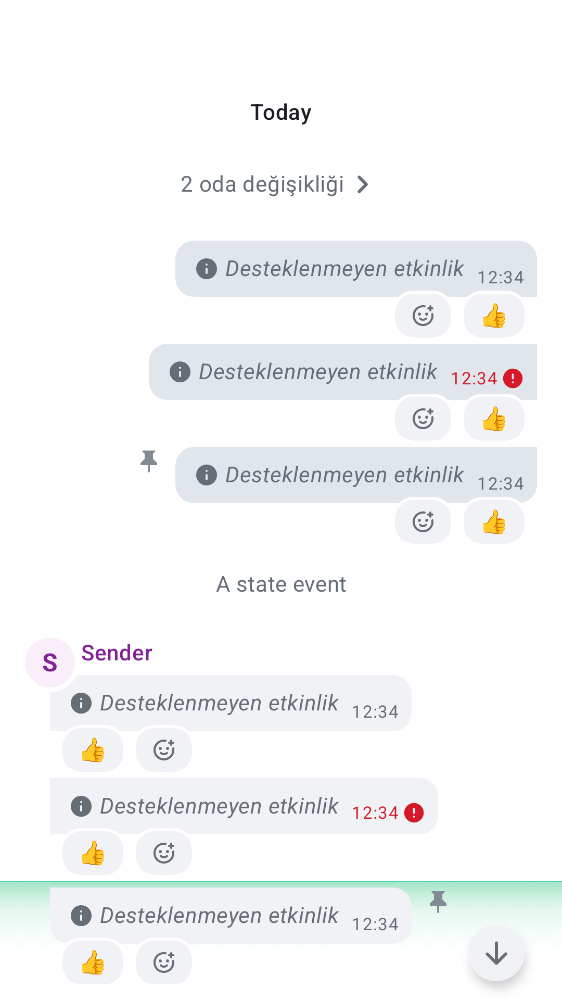 Today
2 oda değişikliği
Desteklenmeyen etkinlik 12:34
👍
Desteklenmeyen etkinlik 12:34
👍
Desteklenmeyen etkinlik 12:34
👍
A state event
S Sender
Desteklenmeyen etkinlik 12:34
👍
Desteklenmeyen etkinlik 12:34
👍
Desteklenmeyen etkinlik 12:34
👍